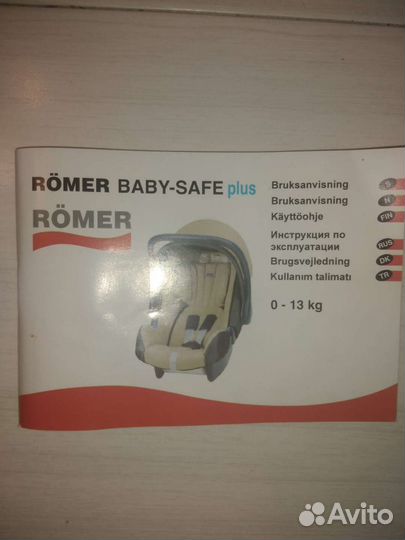 RÖMER BABY-SAFE plus
RÖMER
Bruksanvisning S
Bruksanvisning N
Käyttöohje FIN
Инструкция по
эксплуатации RUS
Brugsvejledning DK
Kullanım talimatı TR
0 - 13 kg
Avito